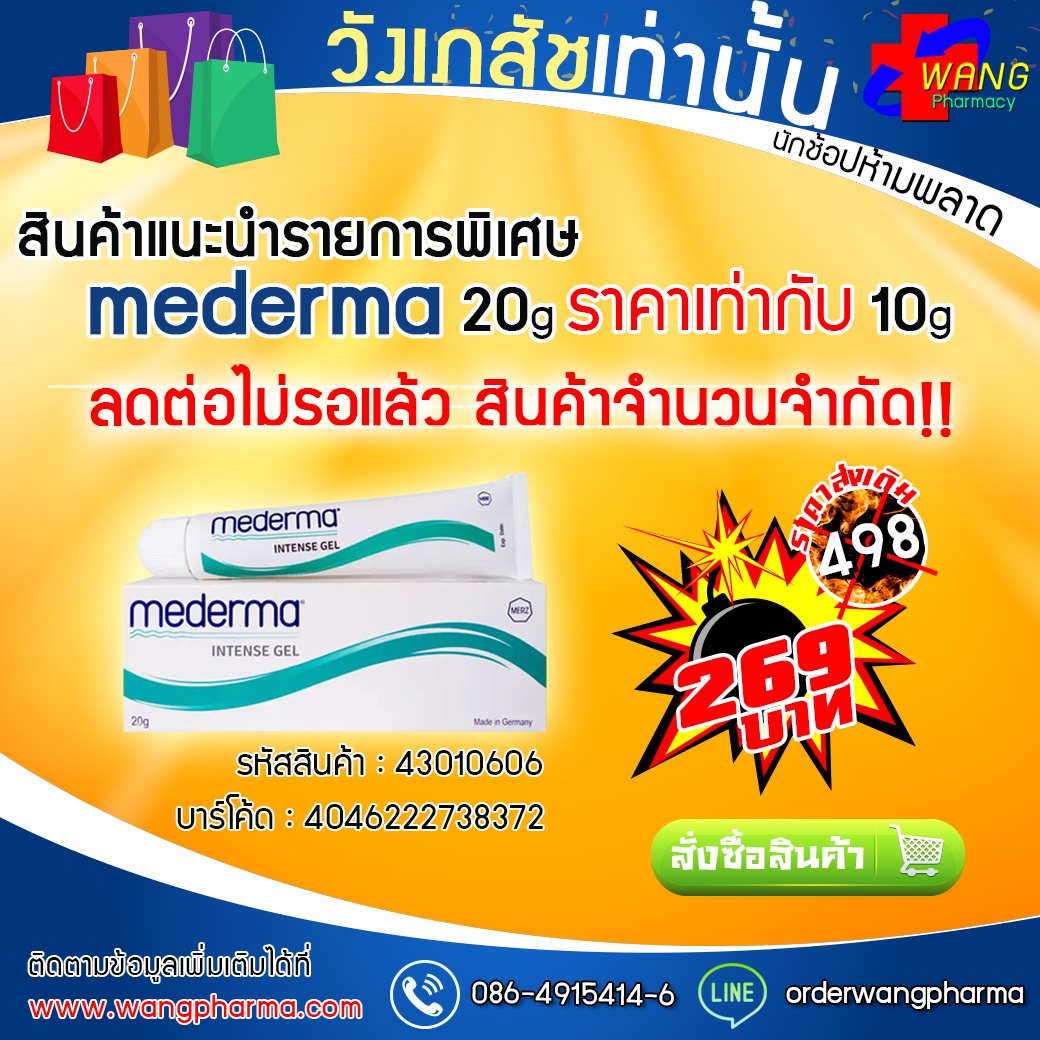 วังเภสัชเท่านั้น
WANG
Pharmacy
นักช้อปห้ามพลาด
สินค้าแนะนำรายการพิเศษ
mederma 20g ราคาเท่ากับ 10g
ลดต่อไม่รอแล้ว สินค้าจำนวนจำกัด!!
mederma
INTENSE GEL
MERZ
Exp. Date:
mederma®
INTENSE GEL
MERZ
20g
Made in Germany
ราคาส่งเดิม
498
269
บาท
รหัสสินค้า : 43010606
บาร์โค้ด : 4046222738372
สั่งซื้อสินค้า
ติดตามข้อมูลเพิ่มเติมได้ที่
www.wangpharma.com
086-4915414-6
LINE
orderwangpharma